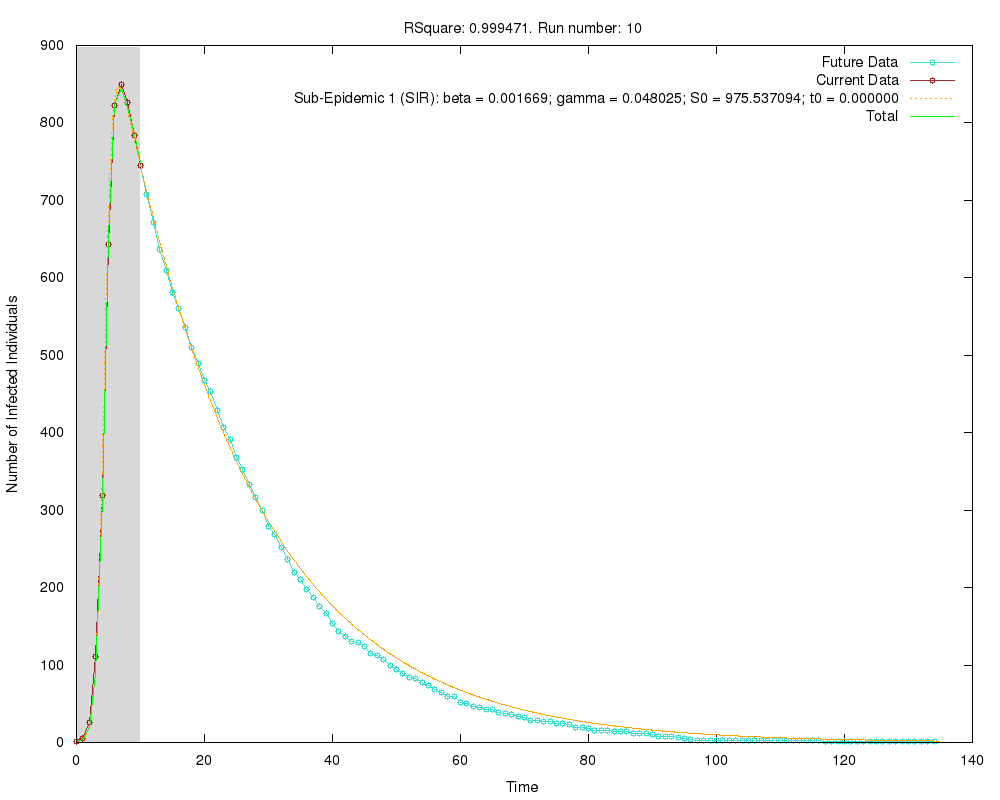 RSquare: 0.999471. Run number: 10
Future Data
Current Data
Sub-Epidemic 1 (SIR): beta = 0.001669; gamma = 0.048025; S0 = 975.537094; t0 = 0.000000
Total
900
800
700
600
500
400
300
200
100
0
Number of Infected Individuals
0 20 40 60 80 100 120 140
Time